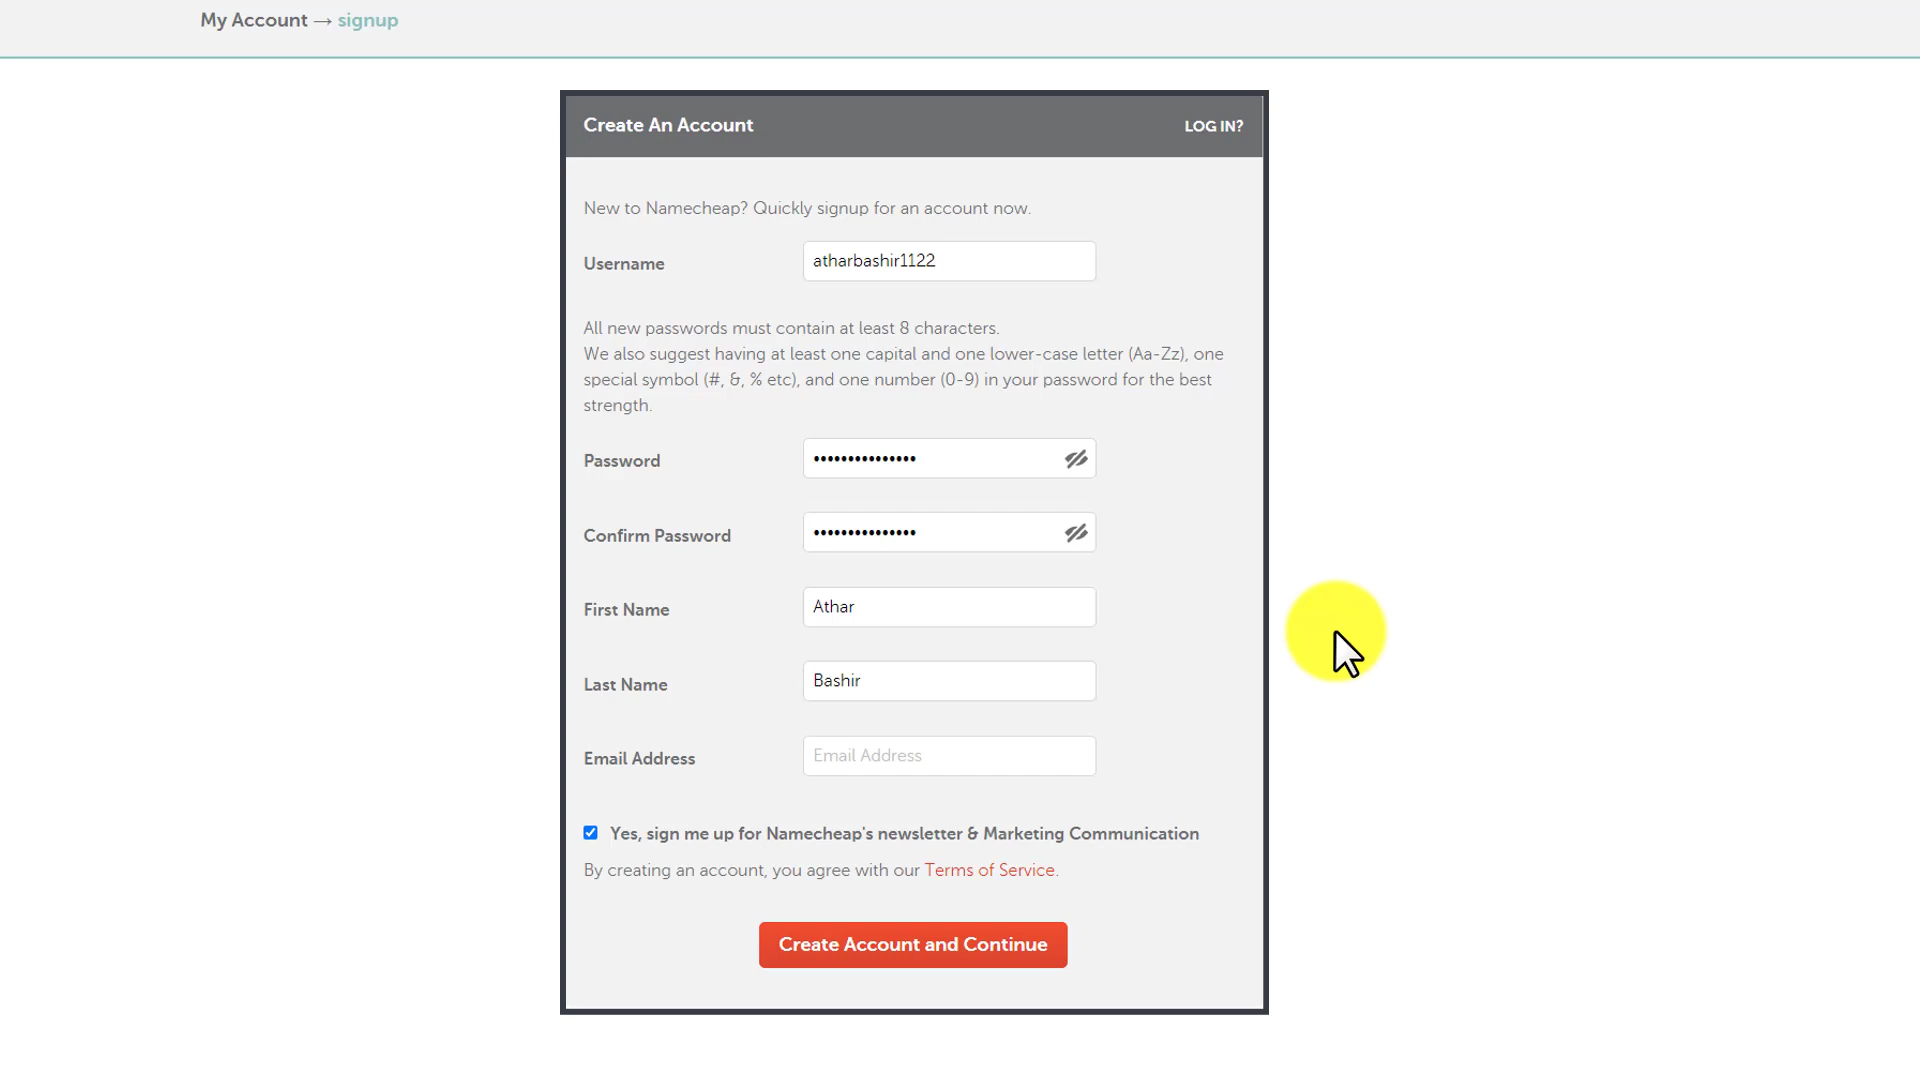 My Account → signup
Create An Account
LOG IN?
New to Namecheap? Quickly signup for an account now.
Username
atharbashir1122
All new passwords must contain at least 8 characters.
We also suggest having at least one capital and one lower-case letter (Aa-Zz), one
special symbol (#, &, % etc), and one number (0-9) in your password for the best
strength.
Password
•••••••••••••••
Confirm Password
•••••••••••••••
First Name
Athar
Last Name
Bashir
Email Address
Email Address
Yes, sign me up for Namecheap's newsletter & Marketing Communication
By creating an account, you agree with our Terms of Service.
Create Account and Continue